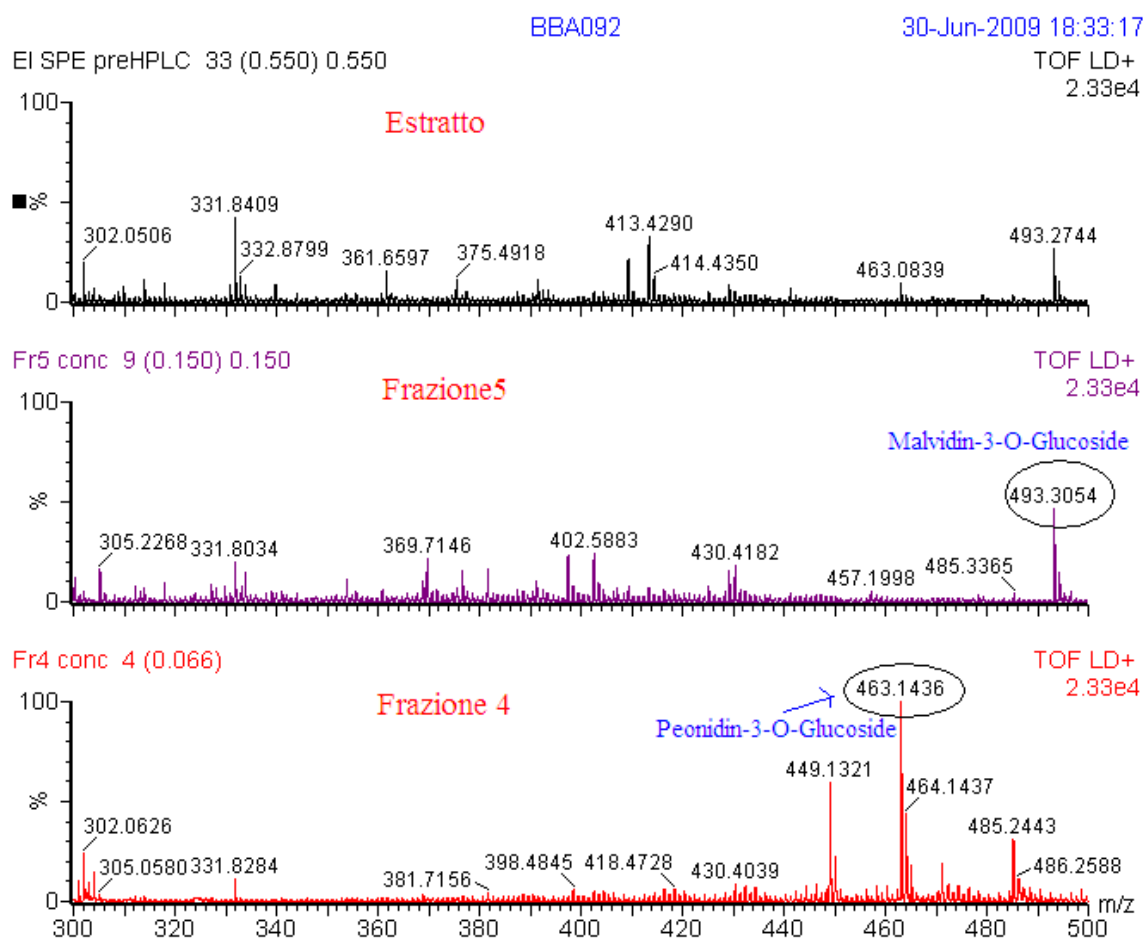 BBA092 30-Jun-2009 18:33:17
EI SPE preHPLC 33 (0.550) 0.550 TOF LD+
2.33e4
100
Estratto
%
331.8409
302.0506
332.8799
361.6597
375.4918
413.4290
414.4350
463.0839
493.2744
0
Fr5 conc 9 (0.150) 0.150 TOF LD+
2.33e4
100
Frazione5
Malvidin-3-O-Glucoside
%
493.3054
305.2268
331.8034
369.7146
402.5883
430.4182
457.1998
485.3365
0
Fr4 conc 4 (0.066) TOF LD+
2.33e4
100
Frazione 4
463.1436
Peonidin-3-O-Glucoside
449.1321
464.1437
%
302.0626
305.0580
331.8284
381.7156
398.4845
418.4728
430.4039
485.2443
486.2588
0
m/z
300 320 340 360 380 400 420 440 460 480 500